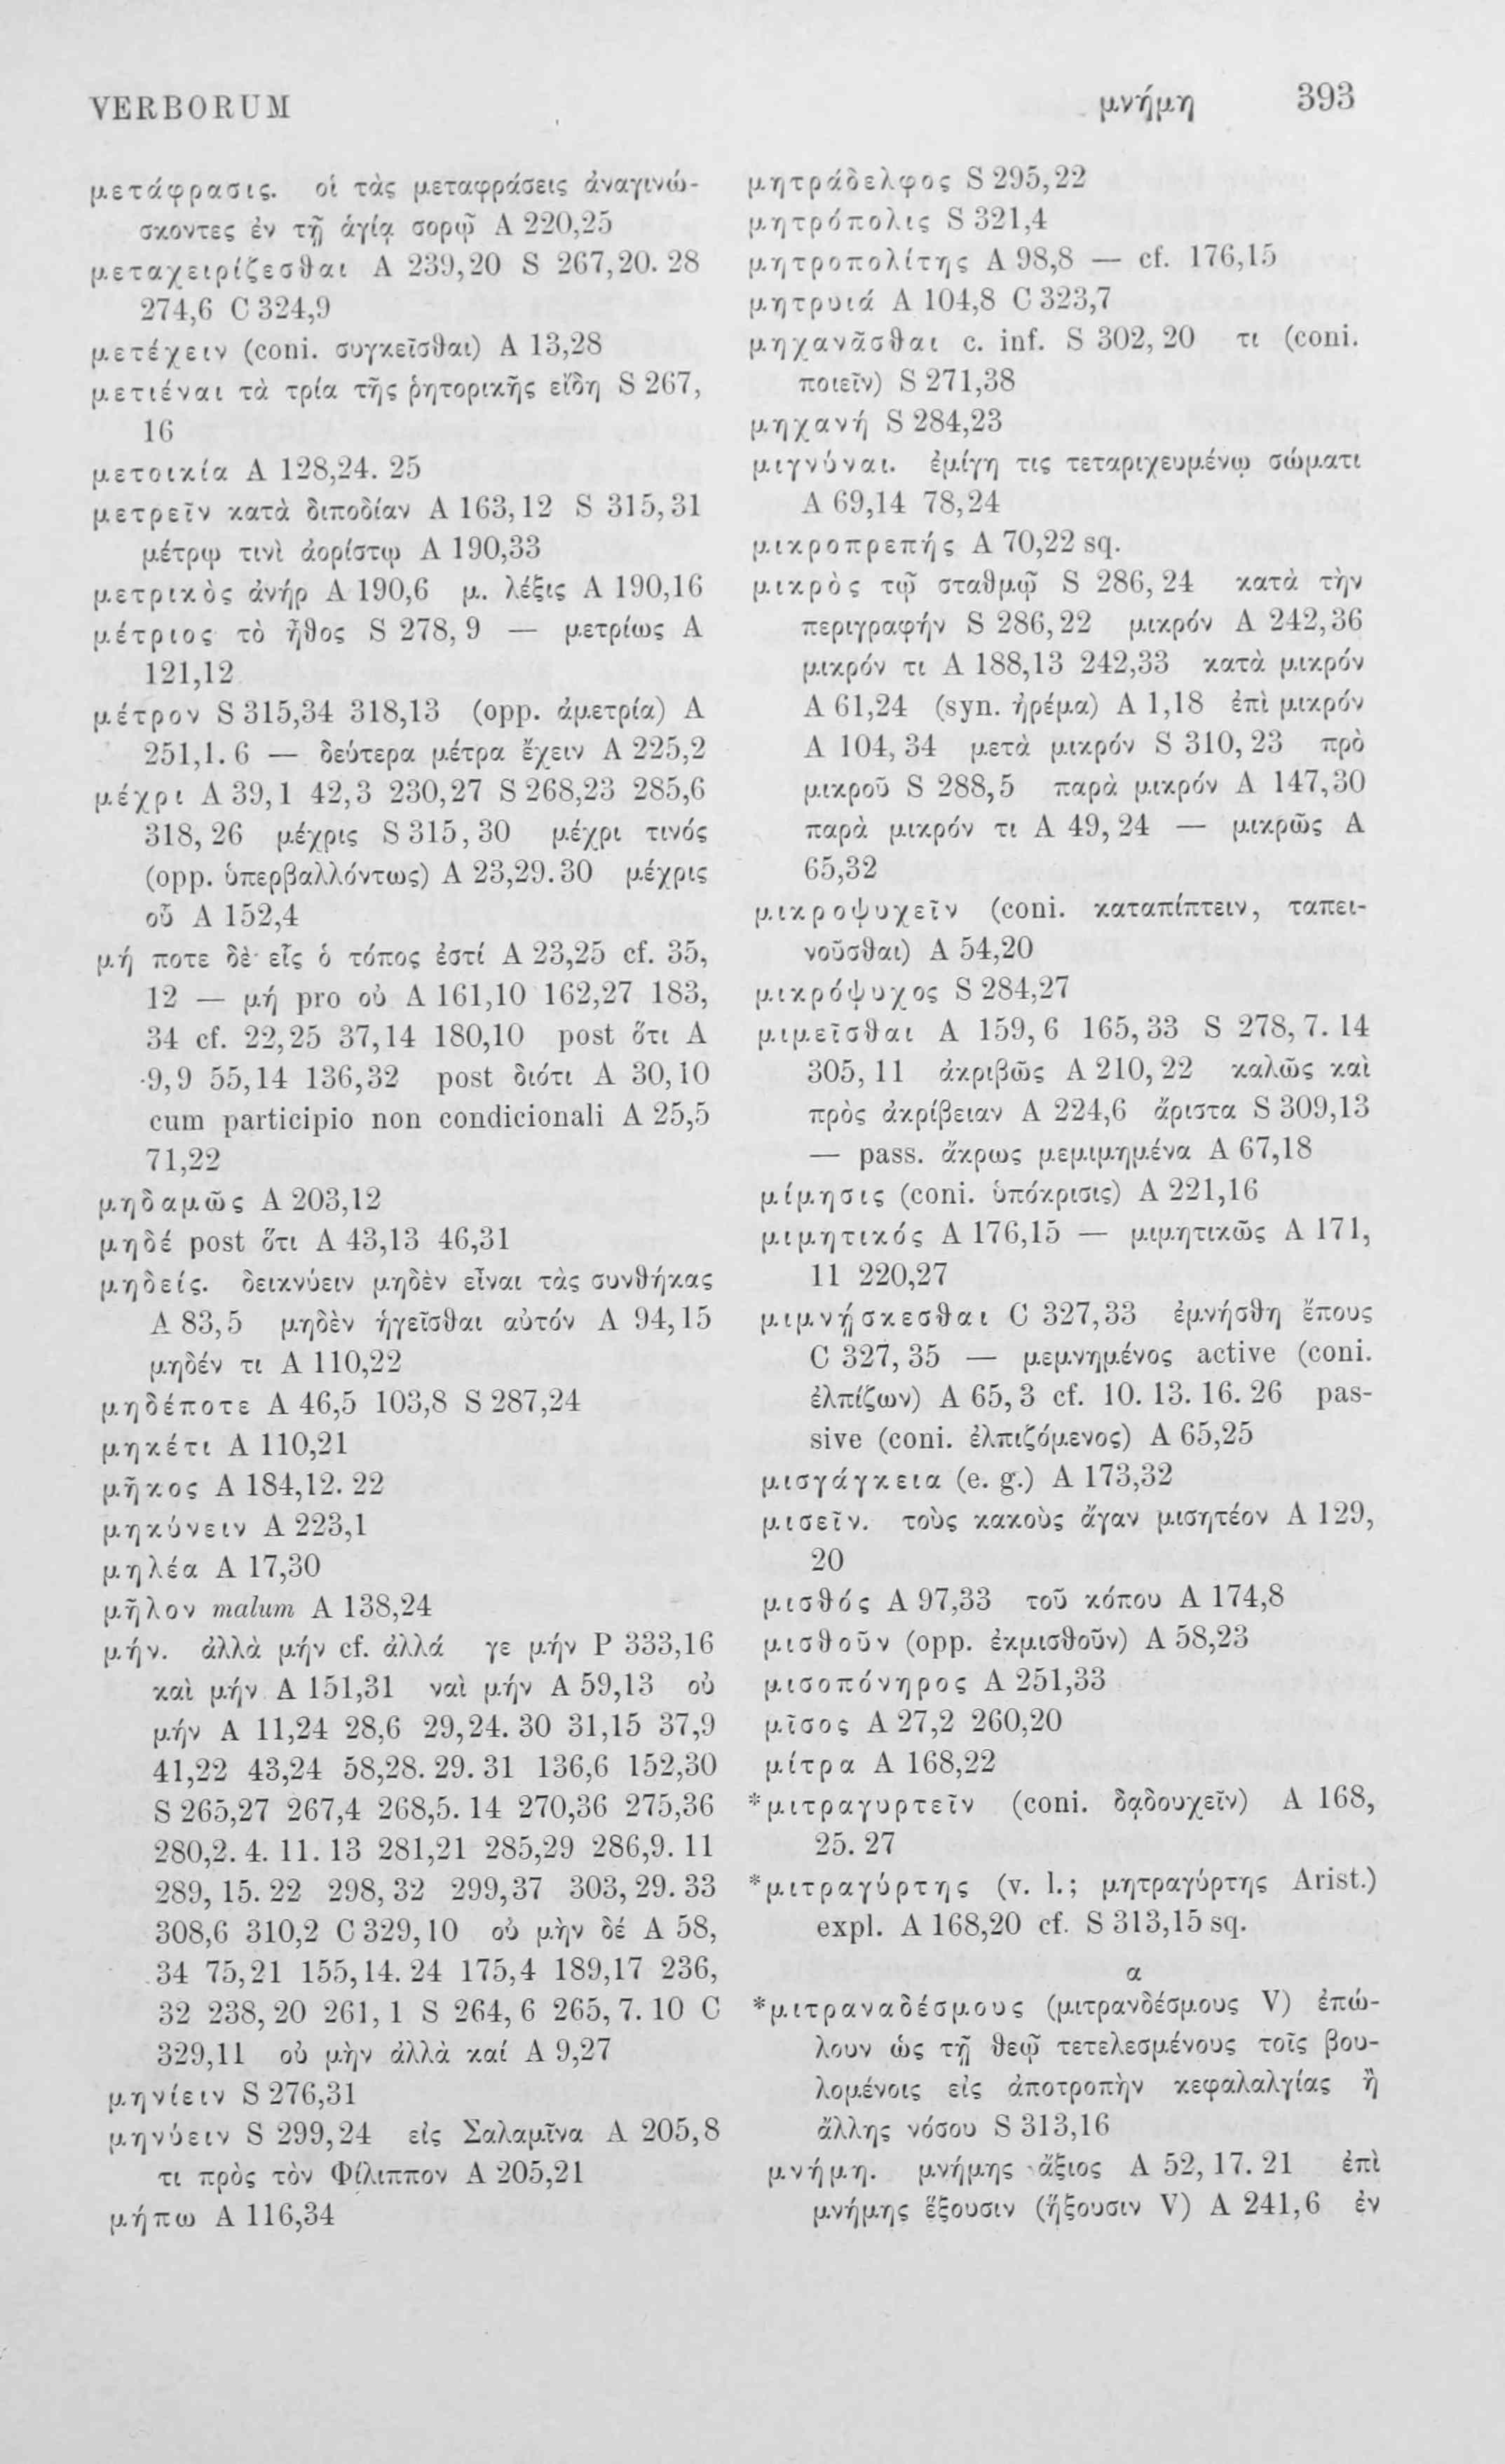 VERBORUM
μνήμη 393
μετάφρασις. οἱ τὰς μεταφράσεις ἀναγινώ-
σκοντες ἐν τῇ ἁγίᾳ σορῷ A 220,25
μεταχειρίζεσθαι A 239,20 S 267,20. 28
274,6 C 324,9
μετέχειν (coni. συγκεῖσθαι) A 13,28
μετιέναι τὰ τρία τῆς ῥητορικῆς εἴδη S 267,
16
μετοικία A 128,24. 25
μετρεῖν κατὰ διποδίαν A 163,12 S 315,31
μέτρῳ τινὶ ἀορίστῳ A 190,33
μετρικὸς ἀνήρ A 190,6 μ. λέξις A 190,16
μέτριος τὸ ἦθος S 278, 9 — μετρίως A
121,12
μέτρον S 315,34 318,13 (opp. ἀμετρία) A
251,1. 6 — δεύτερα μέτρα ἔχειν A 225,2
μέχρι A 39,1 42,3 230,27 S 268,23 285,6
318, 26 μέχρις S 315, 30 μέχρι τινός
(opp. ὑπερβαλλόντως) A 23,29. 30 μέχρις
οὗ A 152,4
μή ποτε δὲ εἷς ὁ τόπος ἐστί A 23,25 cf. 35,
12 — μή pro οὐ A 161,10 162,27 183,
34 cf. 22,25 37,14 180,10 post ὅτι A
9,9 55,14 136,32 post διότι A 30,10
cum participio non condicionali A 25,5
71,22
μηδαμῶς A 203,12
μηδέ post ὅτι A 43,13 46,31
μηδείς. δεικνύειν μηδὲν εἶναι τὰς συνθήκας
A 83,5 μηδὲν ἡγεῖσθαι αὐτόν A 94,15
μηδέν τι A 110,22
μηδέποτε A 46,5 103,8 S 287,24
μηκέτι A 110,21
μῆκος A 184,12. 22
μηκύνειν A 223,1
μηλέα A 17,30
μῆλον malum A 138,24
μήν. ἀλλὰ μήν cf. ἀλλά γε μήν P 333,16
καὶ μήν A 151,31 ναὶ μήν A 59,13 οὐ
μήν A 11,24 28,6 29,24. 30 31,15 37,9
41,22 43,24 58,28. 29. 31 136,6 152,30
S 265,27 267,4 268,5. 14 270,36 275,36
280,2. 4. 11. 13 281,21 285,29 286,9. 11
289, 15. 22 298, 32 299,37 303, 29. 33
308,6 310,2 C 329,10 οὐ μὴν δέ A 58,
34 75,21 155,14. 24 175,4 189,17 236,
32 238, 20 261, 1 S 264, 6 265, 7. 10 C
329,11 οὐ μὴν ἀλλὰ καί A 9,27
μηνίειν S 276,31
μηνύειν S 299,24 εἰς Σαλαμῖνα A 205,8
τι πρὸς τὸν Φίλιππον A 205,21
μήπω A 116,34
μητράδελφος S 295,22
μητρόπολις S 321,4
μητροπολίτης A 98,8 — cf. 176,15
μητρυιά A 104,8 C 323,7
μηχανᾶσθαι c. inf. S 302, 20 τι (coni.
ποιεῖν) S 271,38
μηχανή S 284,23
μιγνύναι. ἐμίγη τις τεταριχευμένῳ σώματι
A 69,14 78,24
μικροπρεπής A 70,22 sq.
μικρὸς τῷ σταθμῷ S 286, 24 κατὰ τὴν
περιγραφήν S 286, 22 μικρόν A 242,36
μικρόν τι A 188,13 242,33 κατὰ μικρόν
A 61,24 (syn. ἠρέμα) A 1,18 ἐπὶ μικρόν
A 104, 34 μετὰ μικρόν S 310, 23 πρὸ
μικροῦ S 288,5 παρὰ μικρόν A 147,30
παρὰ μικρόν τι A 49, 24 — μικρῶς A
65,32
μικροψυχεῖν (coni. καταπίπτειν, ταπει-
νοῦσθαι) A 54,20
μικρόψυχος S 284,27
μιμεῖσθαι A 159, 6 165, 33 S 278, 7. 14
305, 11 ἀκριβῶς A 210, 22 καλῶς καὶ
πρὸς ἀκρίβειαν A 224,6 ἄριστα S 309,13
— pass. ἄκρως μεμιμημένα A 67,18
μίμησις (coni. ὑπόκρισις) A 221,16
μιμητικός A 176,15 — μιμητικῶς A 171,
11 220,27
μιμνῄσκεσθαι C 327,33 ἐμνήσθη ἔπους
C 327, 35 — μεμνημένος active (coni.
ἐλπίζων) A 65, 3 cf. 10. 13. 16. 26 pas-
sive (coni. ἐλπιζόμενος) A 65,25
μισγάγκεια (e. g.) A 173,32
μισεῖν. τοὺς κακοὺς ἄγαν μισητέον A 129,
20
μισθός A 97,33 τοῦ κόπου A 174,8
μισθοῦν (opp. ἐκμισθοῦν) A 58,23
μισοπόνηρος A 251,33
μῖσος A 27,2 260,20
μίτρα A 168,22
*μιτραγυρτεῖν (coni. δᾳδουχεῖν) A 168,
25. 27
*μιτραγύρτης (v. l.; μητραγύρτης Arist.)
expl. A 168,20 cf. S 313,15 sq.
α
*μιτραναδέσμους (μιτρανδέσμους V) ἐπώ-
λουν ὡς τῇ θεῷ τετελεσμένους τοῖς βου-
λομένοις εἰς ἀποτροπὴν κεφαλαλγίας ἢ
ἄλλης νόσου S 313,16
μνήμη. μνήμης ἄξιος A 52, 17. 21 ἐπὶ
μνήμης ἕξουσιν (ἥξουσιν V) A 241,6 ἐν